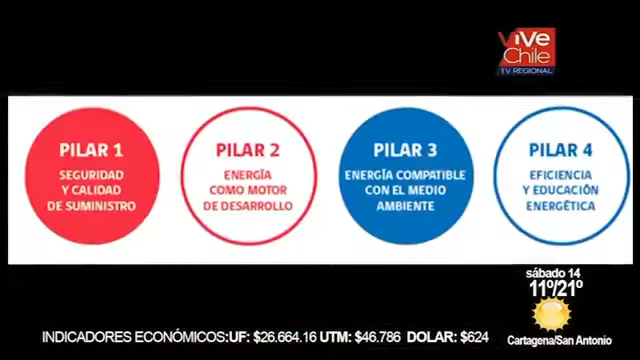 ViVe
Chile
TV REGIONAL
PILAR 1
SEGURIDAD
Y CALIDAD
DE SUMINISTRO
PILAR 2
ENERGÍA
COMO MOTOR
DE DESARROLLO
PILAR 3
ENERGÍA COMPATIBLE
CON EL MEDIO
AMBIENTE
PILAR 4
EFICIENCIA
Y EDUCACIÓN
ENERGÉTICA
sábado 14
11º/21º
Cartagena/San Antonio
INDICADORES ECONÓMICOS:UF: $26.664.16 UTM: $46.786 DOLAR: $624